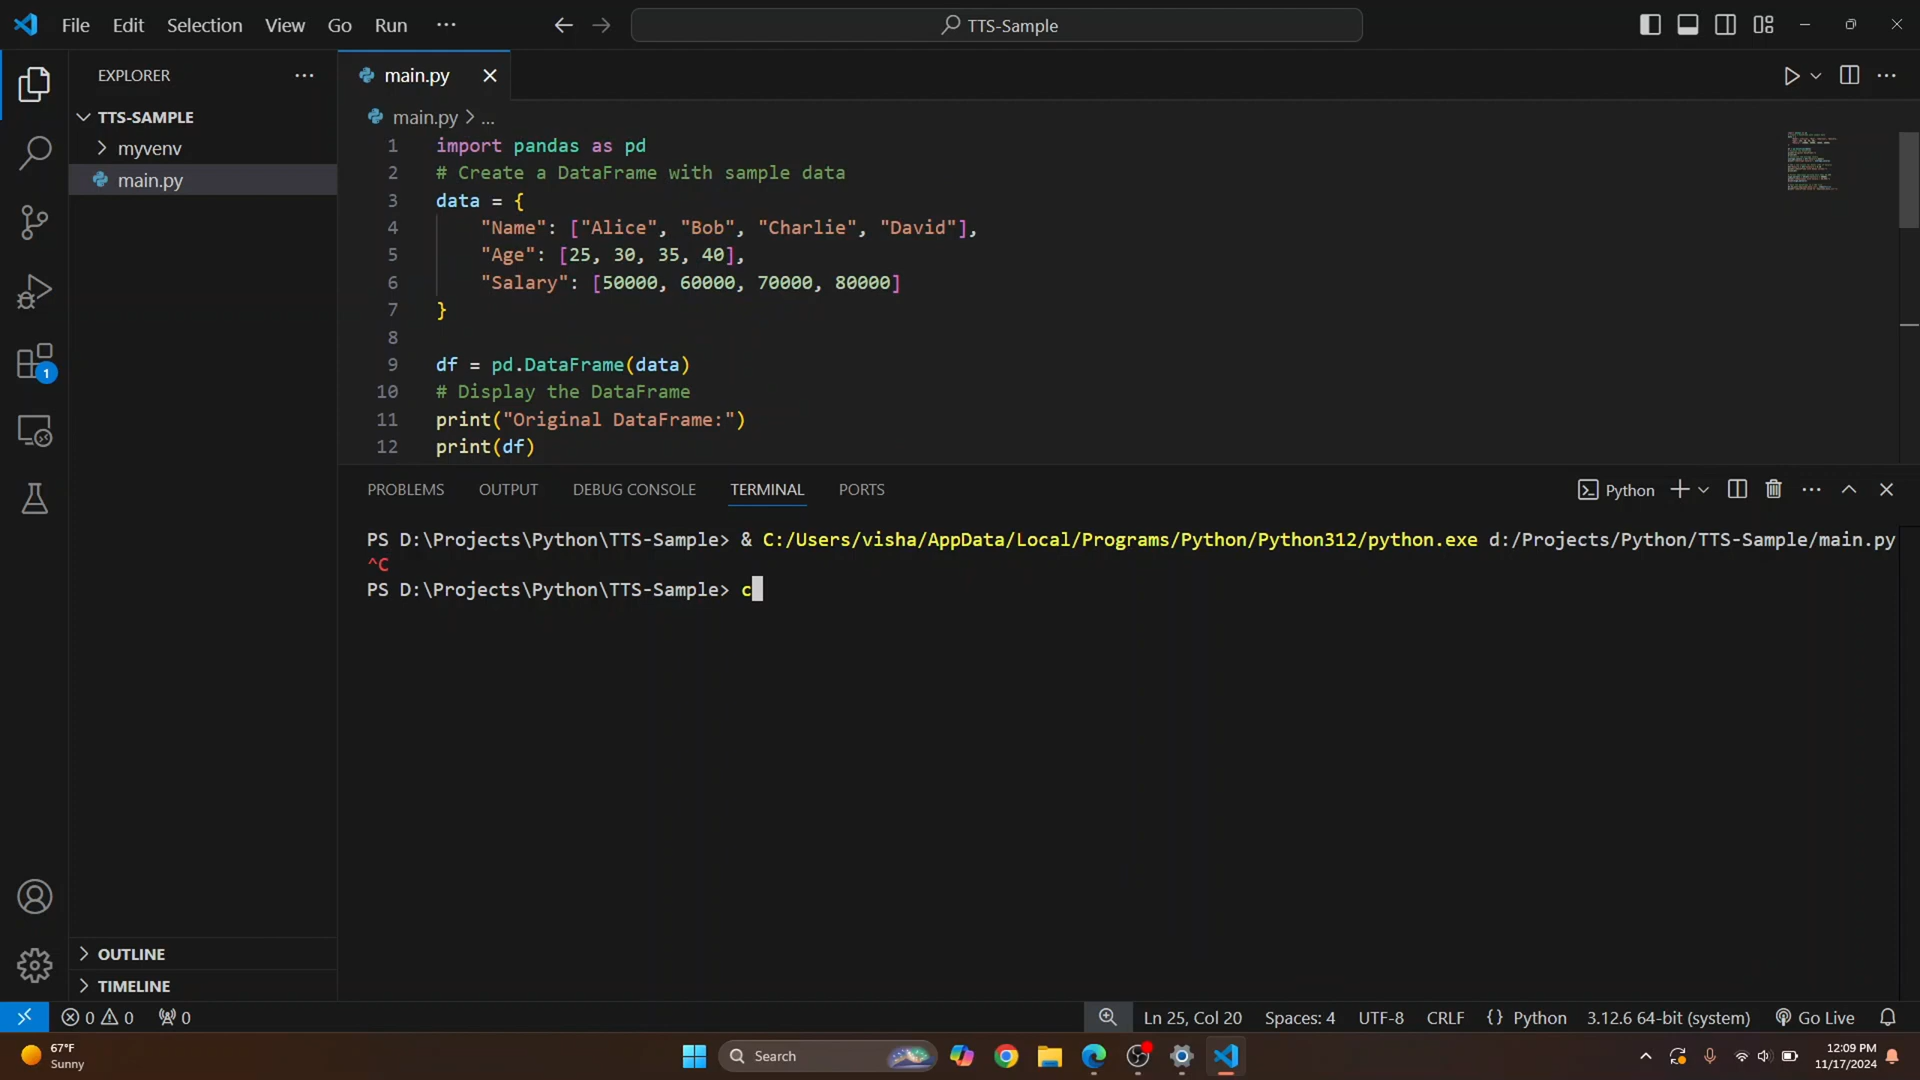 File Edit Selection View Go Run ··· TTS-Sample
EXPLORER ···
main.py
TTS-SAMPLE
myvenv
main.py
main.py > ...
1 import pandas as pd
2 # Create a DataFrame with sample data
3 data = {
4 "Name": ["Alice", "Bob", "Charlie", "David"],
5 "Age": [25, 30, 35, 40],
6 "Salary": [50000, 60000, 70000, 80000]
7 }
8
9 df = pd.DataFrame(data)
10 # Display the DataFrame
11 print("Original DataFrame:")
12 print(df)
1
PROBLEMS OUTPUT DEBUG CONSOLE TERMINAL PORTS Python
PS D:\Projects\Python\TTS-Sample> & C:/Users/visha/AppData/Local/Programs/Python/Python312/python.exe d:/Projects/Python/TTS-Sample/main.py
^C
PS D:\Projects\Python\TTS-Sample> c
OUTLINE
TIMELINE
0 0 0 Ln 25, Col 20 Spaces: 4 UTF-8 CRLF {} Python 3.12.6 64-bit (system) Go Live
67°F
Sunny
Search
12:09 PM
11/17/2024